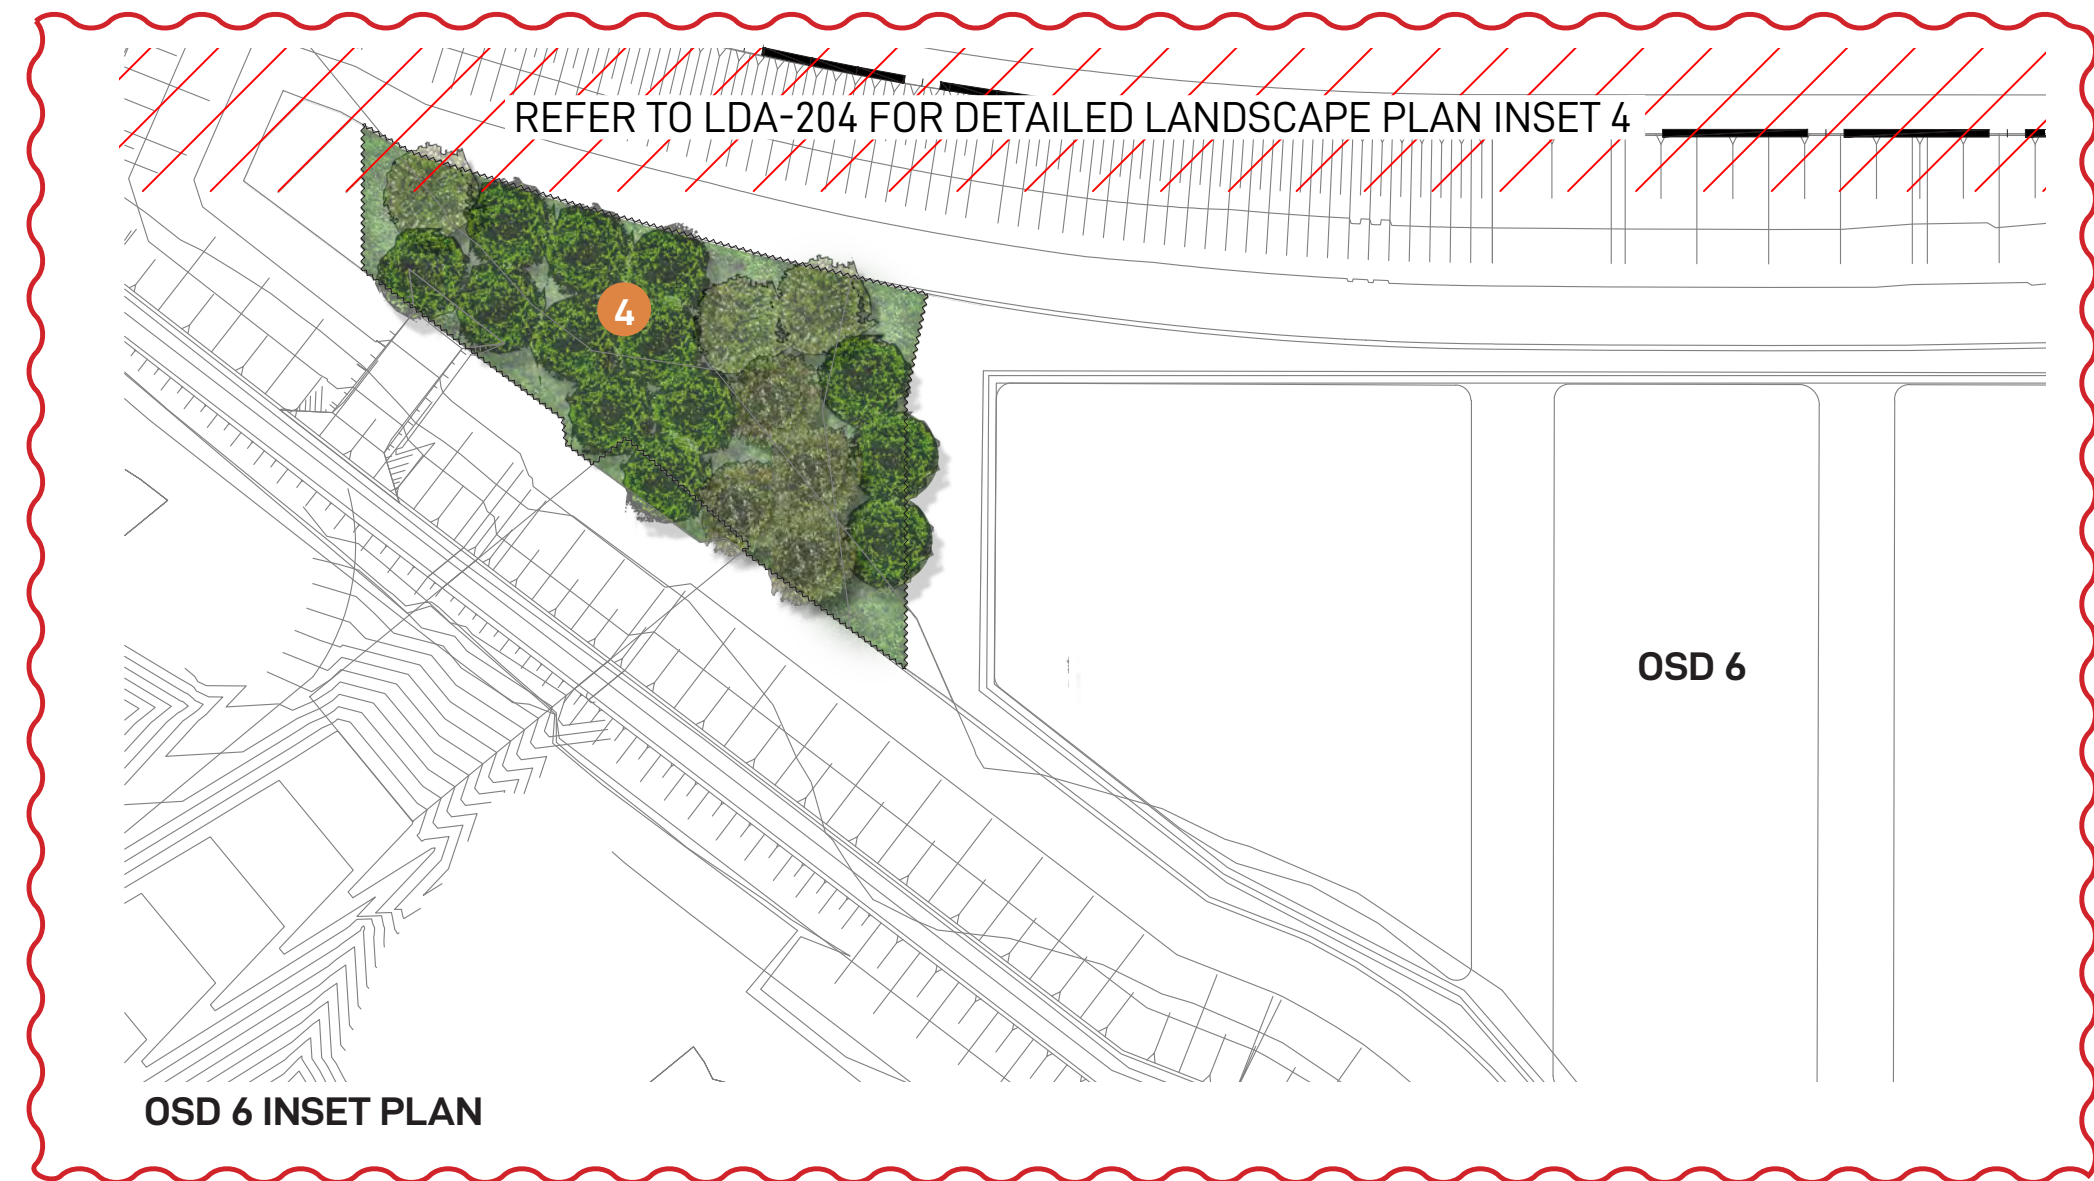 REFER TO LDA-204 FOR DETAILED LANDSCAPE PLAN INSET 4
4
OSD 6
OSD 6 INSET PLAN